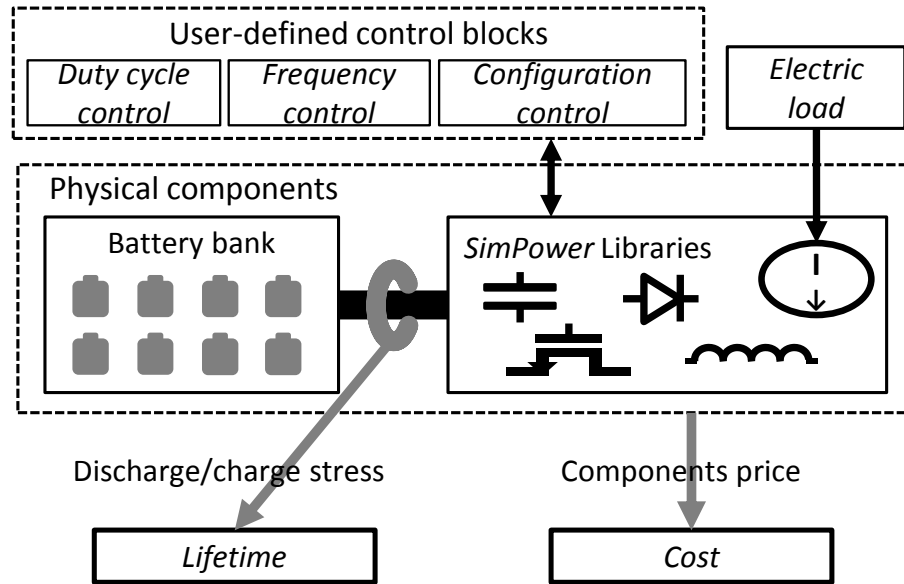 User-defined control blocks
Duty cycle
control
Frequency
control
Configuration
control
Electric
load
Physical components
Battery bank
SimPower Libraries
Discharge/charge stress
Components price
Lifetime
Cost